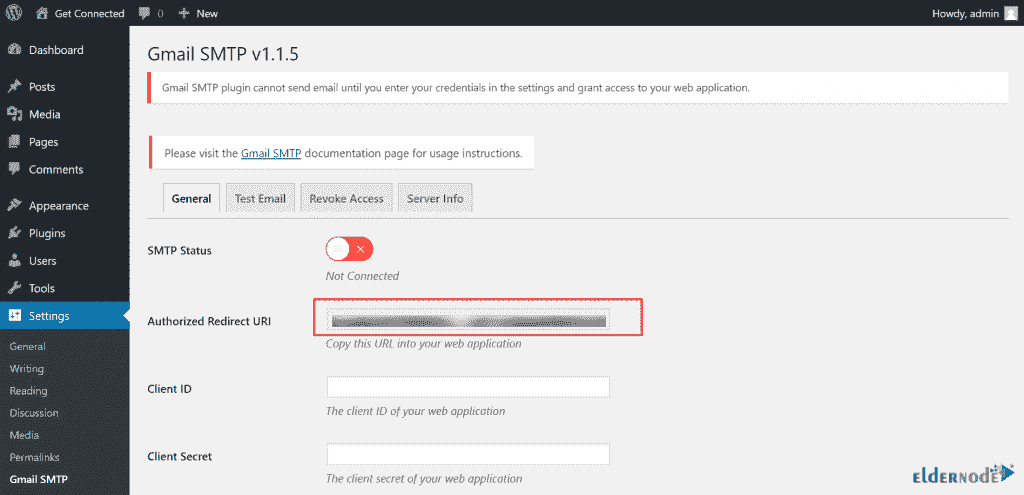 Get Connected 0 New Howdy, admin
Dashboard
Posts
Media
Pages
Comments
Appearance
Plugins
Users
Tools
Settings
General
Writing
Reading
Discussion
Media
Permalinks
Gmail SMTP
Gmail SMTP v1.1.5
Gmail SMTP plugin cannot send email until you enter your credentials in the settings and grant access to your web application.
Please visit the Gmail SMTP documentation page for usage instructions.
General Test Email Revoke Access Server Info
SMTP Status
Not Connected
Authorized Redirect URI
Copy this URL into your web application
Client ID
The client ID of your web application
Client Secret
The client secret of your web application
elderNode